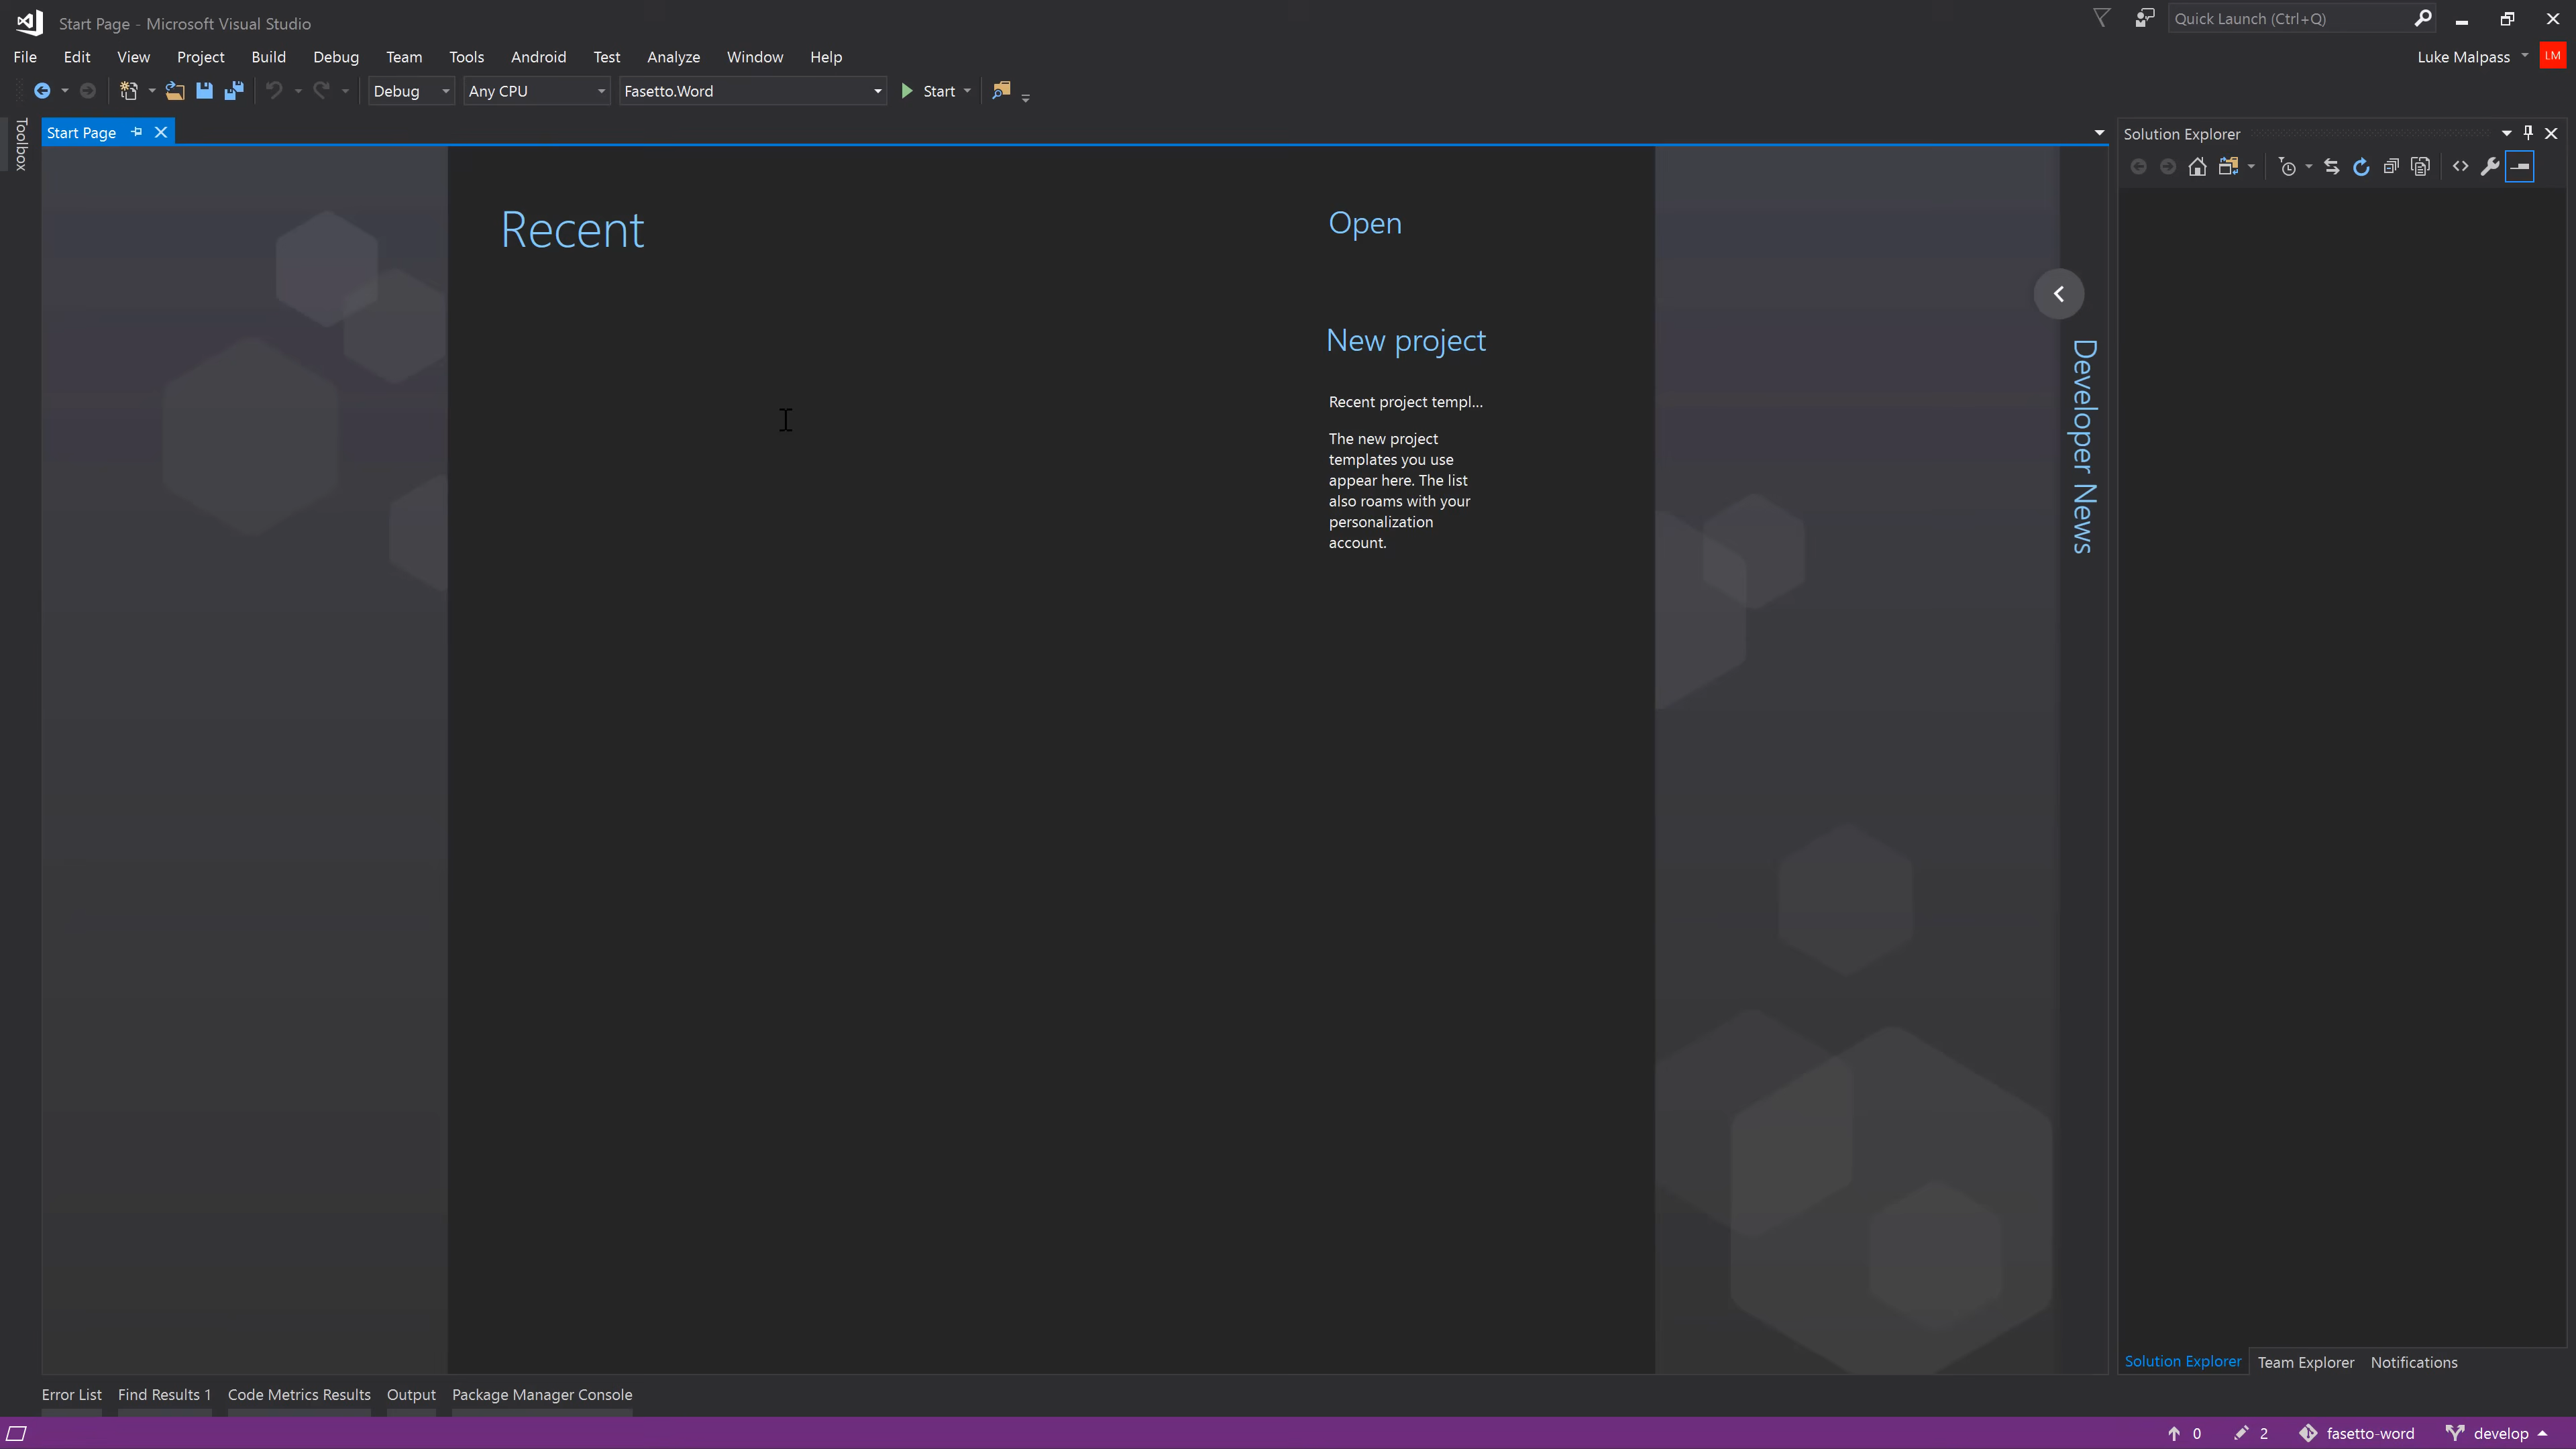 Start Page - Microsoft Visual Studio
Quick Launch (Ctrl+Q)
File Edit View Project Build Debug Team Tools Android Test Analyze Window Help
Luke Malpass LM
Debug Any CPU Fasetto.Word Start
Toolbox
Start Page
Solution Explorer
Recent
Open
New project
Recent project templ...
The new project
templates you use
appear here. The list
also roams with your
personalization
account.
Developer News
Solution Explorer Team Explorer Notifications
Error List Find Results 1 Code Metrics Results Output Package Manager Console
0 2 fasetto-word develop